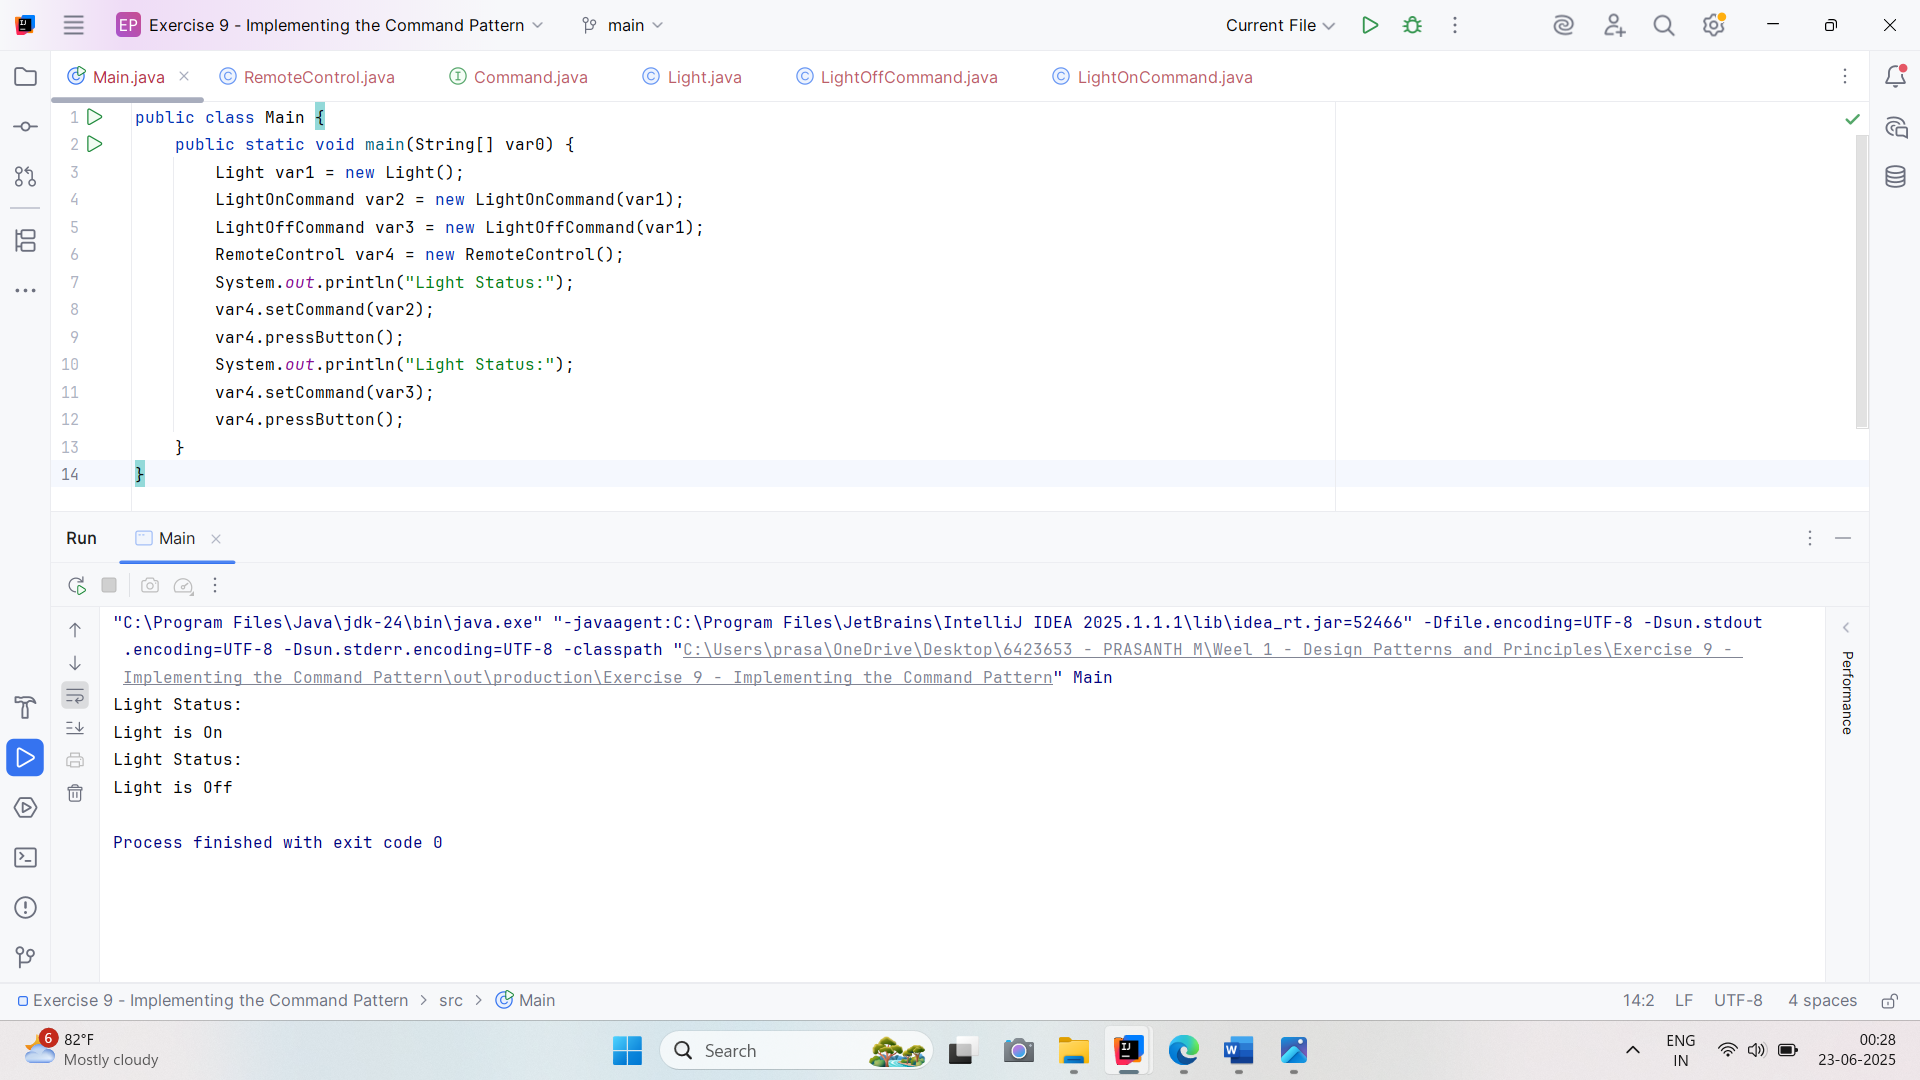 EP Exercise 9 - Implementing the Command Pattern main Current File
Main.java RemoteControl.java Command.java Light.java LightOffCommand.java LightOnCommand.java
1 public class Main {
2 public static void main(String[] var0) {
3 Light var1 = new Light();
4 LightOnCommand var2 = new LightOnCommand(var1);
5 LightOffCommand var3 = new LightOffCommand(var1);
6 RemoteControl var4 = new RemoteControl();
7 System.out.println("Light Status:");
8 var4.setCommand(var2);
9 var4.pressButton();
10 System.out.println("Light Status:");
11 var4.setCommand(var3);
12 var4.pressButton();
13 }
14 }
Run Main
"C:\Program Files\Java\jdk-24\bin\java.exe" "-javaagent:C:\Program Files\JetBrains\IntelliJ IDEA 2025.1.1.1\lib\idea_rt.jar=52466" -Dfile.encoding=UTF-8 -Dsun.stdout
.encoding=UTF-8 -Dsun.stderr.encoding=UTF-8 -classpath "C:\Users\prasa\OneDrive\Desktop\6423653 - PRASANTH M\Weel 1 - Design Patterns and Principles\Exercise 9 -
Implementing the Command Pattern\out\production\Exercise 9 - Implementing the Command Pattern" Main
Light Status:
Light is On
Light Status:
Light is Off
Process finished with exit code 0
Performance
Exercise 9 - Implementing the Command Pattern > src > Main 14:2 LF UTF-8 4 spaces
6 82°F
Mostly cloudy
Search
ENG
IN
00:28
23-06-2025